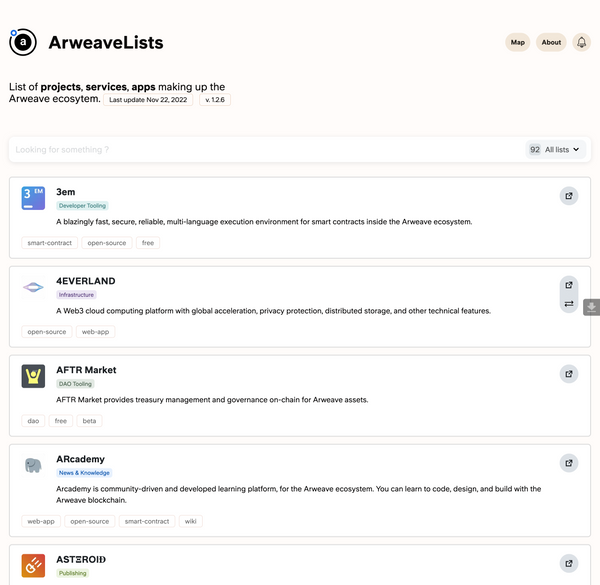 a ArweaveLists
Map About
List of projects, services, apps making up the
Arweave ecosytem. Last update Nov 22, 2022 v. 1.2.6
Looking for something ? 92 All lists
3 EM 3em
Developer Tooling
A blazingly fast, secure, reliable, multi-language execution environment for smart contracts inside the Arweave ecosystem.
smart-contract open-source free
4EVERLAND
Infrastructure
A Web3 cloud computing platform with global acceleration, privacy protection, distributed storage, and other technical features.
open-source web-app
AFTR Market
DAO Tooling
AFTR Market provides treasury management and governance on-chain for Arweave assets.
dao free beta
ARcademy
News & Knowledge
Arcademy is community-driven and developed learning platform, for the Arweave ecosystem. You can learn to code, design, and build with the
Arweave blockchain.
web-app open-source smart-contract wiki
ASTΞROIÐ
Publishing